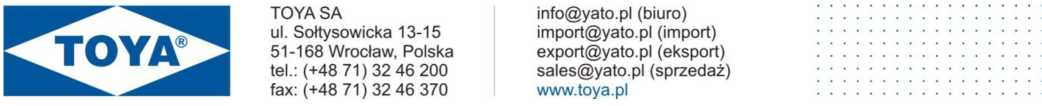 TOYA®
TOYA SA
ul. Sołtysowicka 13-15
51-168 Wrocław, Polska
tel.: (+48 71) 32 46 200
fax: (+48 71) 32 46 370
info@yato.pl (biuro)
import@yato.pl (import)
export@yato.pl (eksport)
sales@yato.pl (sprzedaż)
www.toya.pl